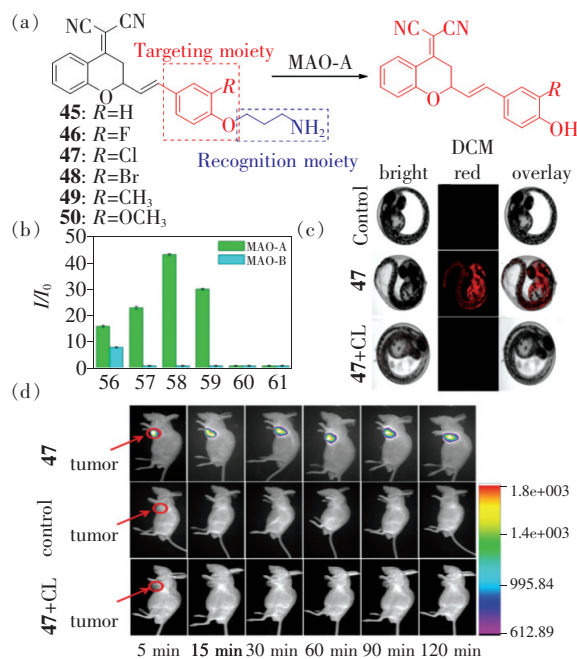 (a)
CN CN
CN CN
Targeting moiety
MAO-A
R
R
O
O
O
NH2
OH
45: R=H
46: R=F
47: R=Cl
48: R=Br
49: R=CH3
50: R=OCH3
Recognition moiety
DCM
(b)
50
40
30
20
10
0
I/I0
MAO-A
MAO-B
56 57 58 59 60 61
(c)
bright red overlay
Control
47
47+CL
(d)
47
tumor
control
tumor
47+CL
tumor
5 min 15 min 30 min 60 min 90 min 120 min
1.8e+003
1.4e+003
995.84
612.89